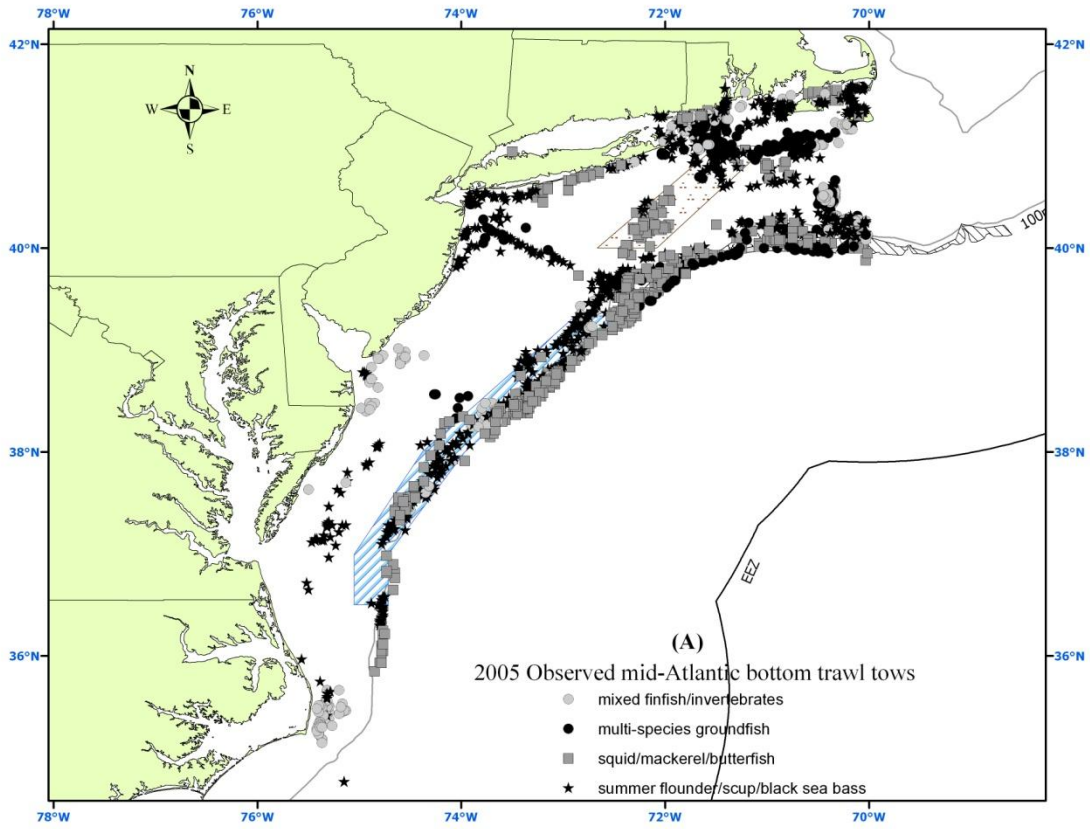 78°W 76°W 74°W 72°W 70°W
42°N 42°N
N
W E
S
40°N 40°N
100m
38°N 38°N
EEZ
36°N 36°N
(A)
2005 Observed mid-Atlantic bottom trawl tows
mixed finfish/invertebrates
multi-species groundfish
squid/mackerel/butterfish
summer flounder/scup/black sea bass
78°W 76°W 74°W 72°W 70°W